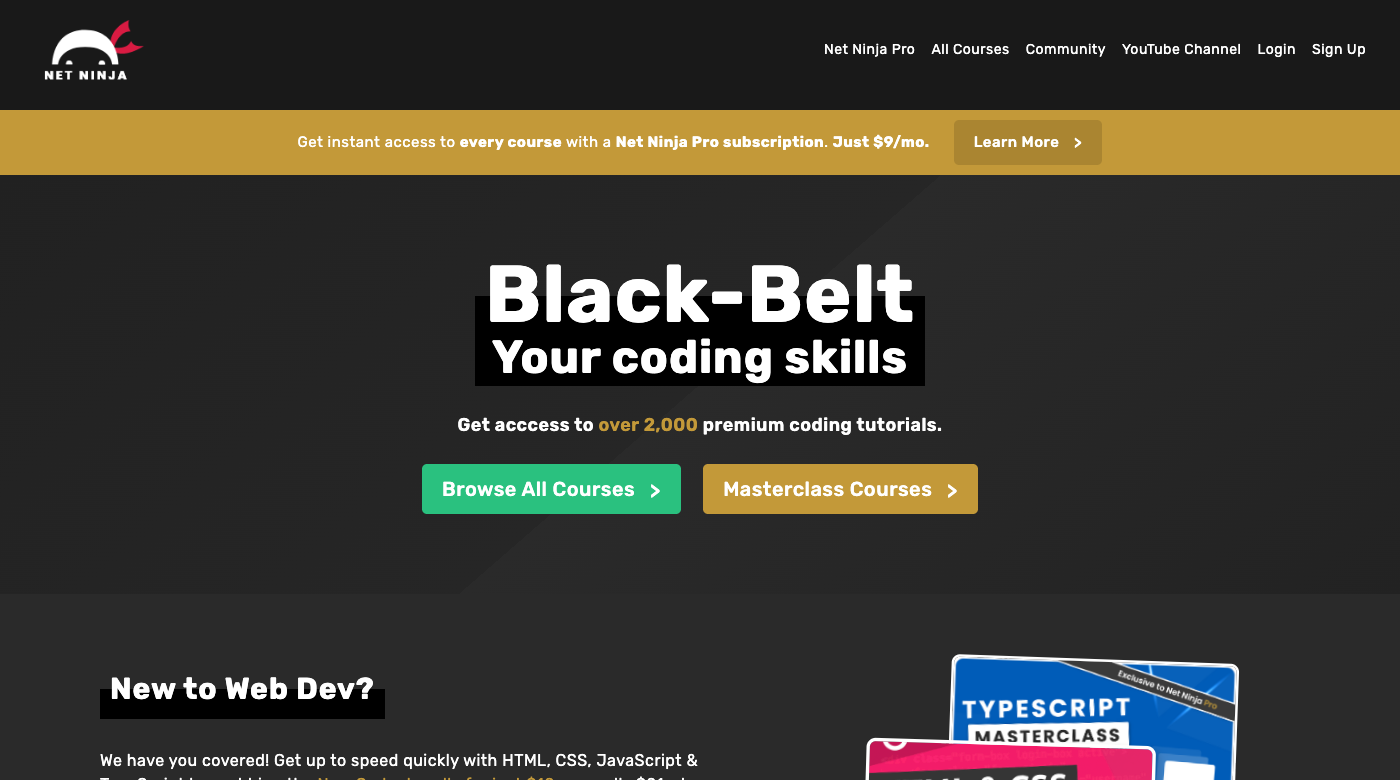 NET NINJA
Net Ninja Pro All Courses Community YouTube Channel Login Sign Up
Get instant access to every course with a Net Ninja Pro subscription. Just $9/mo.
Learn More >
Black-Belt
Your coding skills
Get acccess to over 2,000 premium coding tutorials.
Browse All Courses >
Masterclass Courses >
New to Web Dev?
We have you covered! Get up to speed quickly with HTML, CSS, JavaScript &
Exclusive to Net Ninja Pro
TYPESCRIPT
MASTERCLASS